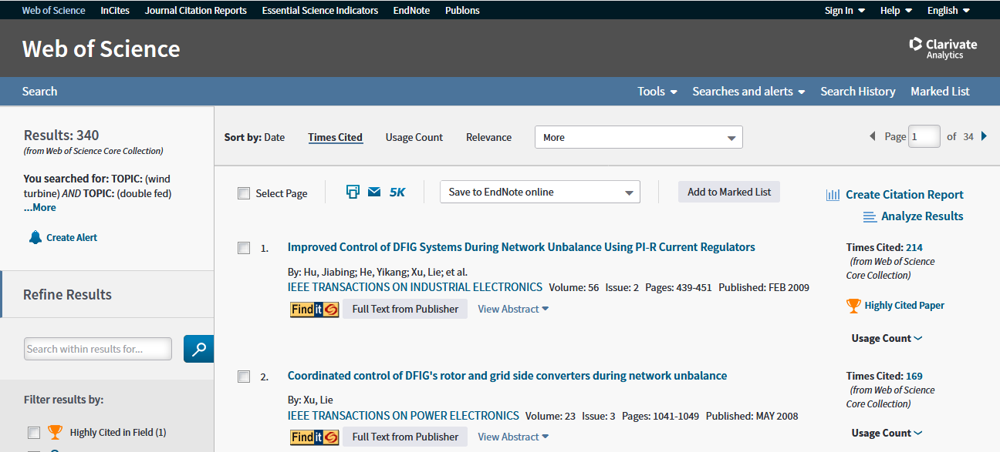 Web of Science InCites Journal Citation Reports Essential Science Indicators EndNote Publons Sign In Help English
Web of Science
Clarivate
Analytics
Search Tools Searches and alerts Search History Marked List
Results: 340
(from Web of Science Core Collection)
You searched for: TOPIC: (wind
turbine) AND TOPIC: (double fed)
...More
Create Alert
Refine Results
Search within results for...
Filter results by:
Highly Cited in Field (1)
Sort by: Date Times Cited Usage Count Relevance More Page 1 of 34
Select Page 5K Save to EndNote online Add to Marked List
Create Citation Report
Analyze Results
1. Improved Control of DFIG Systems During Network Unbalance Using PI-R Current Regulators
By: Hu, Jiabing; He, Yikang; Xu, Lie; et al.
IEEE TRANSACTIONS ON INDUSTRIAL ELECTRONICS Volume: 56 Issue: 2 Pages: 439-451 Published: FEB 2009
Find it S Full Text from Publisher View Abstract
Times Cited: 214
(from Web of Science
Core Collection)
Highly Cited Paper
Usage Count
2. Coordinated control of DFIG's rotor and grid side converters during network unbalance
By: Xu, Lie
IEEE TRANSACTIONS ON POWER ELECTRONICS Volume: 23 Issue: 3 Pages: 1041-1049 Published: MAY 2008
Find it S Full Text from Publisher View Abstract
Times Cited: 169
(from Web of Science
Core Collection)
Usage Count